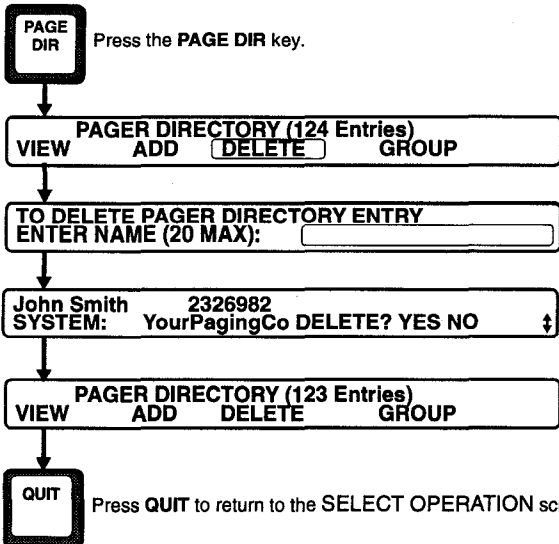 PAGE
DIR
Press the PAGE DIR key.
PAGER DIRECTORY (124 Entries)
VIEW ADD DELETE GROUP
TO DELETE PAGER DIRECTORY ENTRY
ENTER NAME (20 MAX):
John Smith 2326982
SYSTEM: YourPagingCo DELETE? YES NO
PAGER DIRECTORY (123 Entries)
VIEW ADD DELETE GROUP
QUIT
Press QUIT to return to the SELECT OPERATION